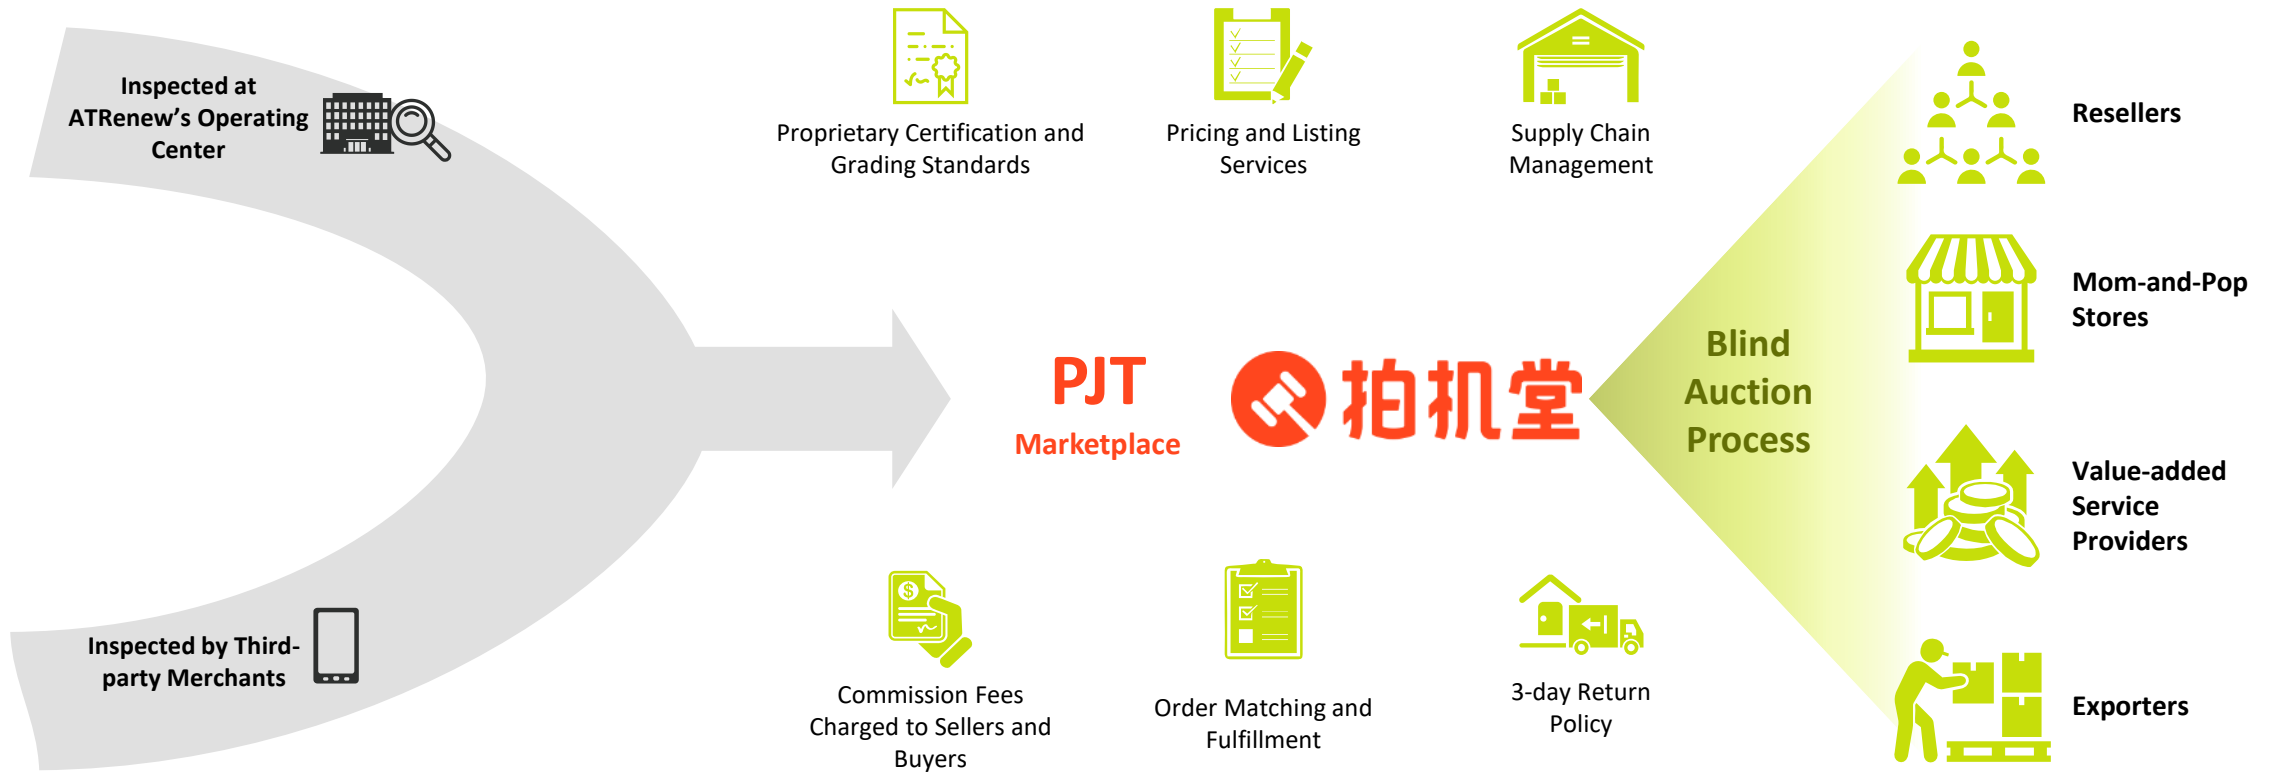 Inspected at
ATRenew's Operating
Center
Inspected by Third-
party Merchants
Proprietary Certification and
Grading Standards
Pricing and Listing
Services
Supply Chain
Management
PJT
Marketplace
拍机堂
Commission Fees
Charged to Sellers and
Buyers
Order Matching and
Fulfillment
3-day Return
Policy
Blind
Auction
Process
Resellers
Mom-and-Pop
Stores
Value-added
Service
Providers
Exporters